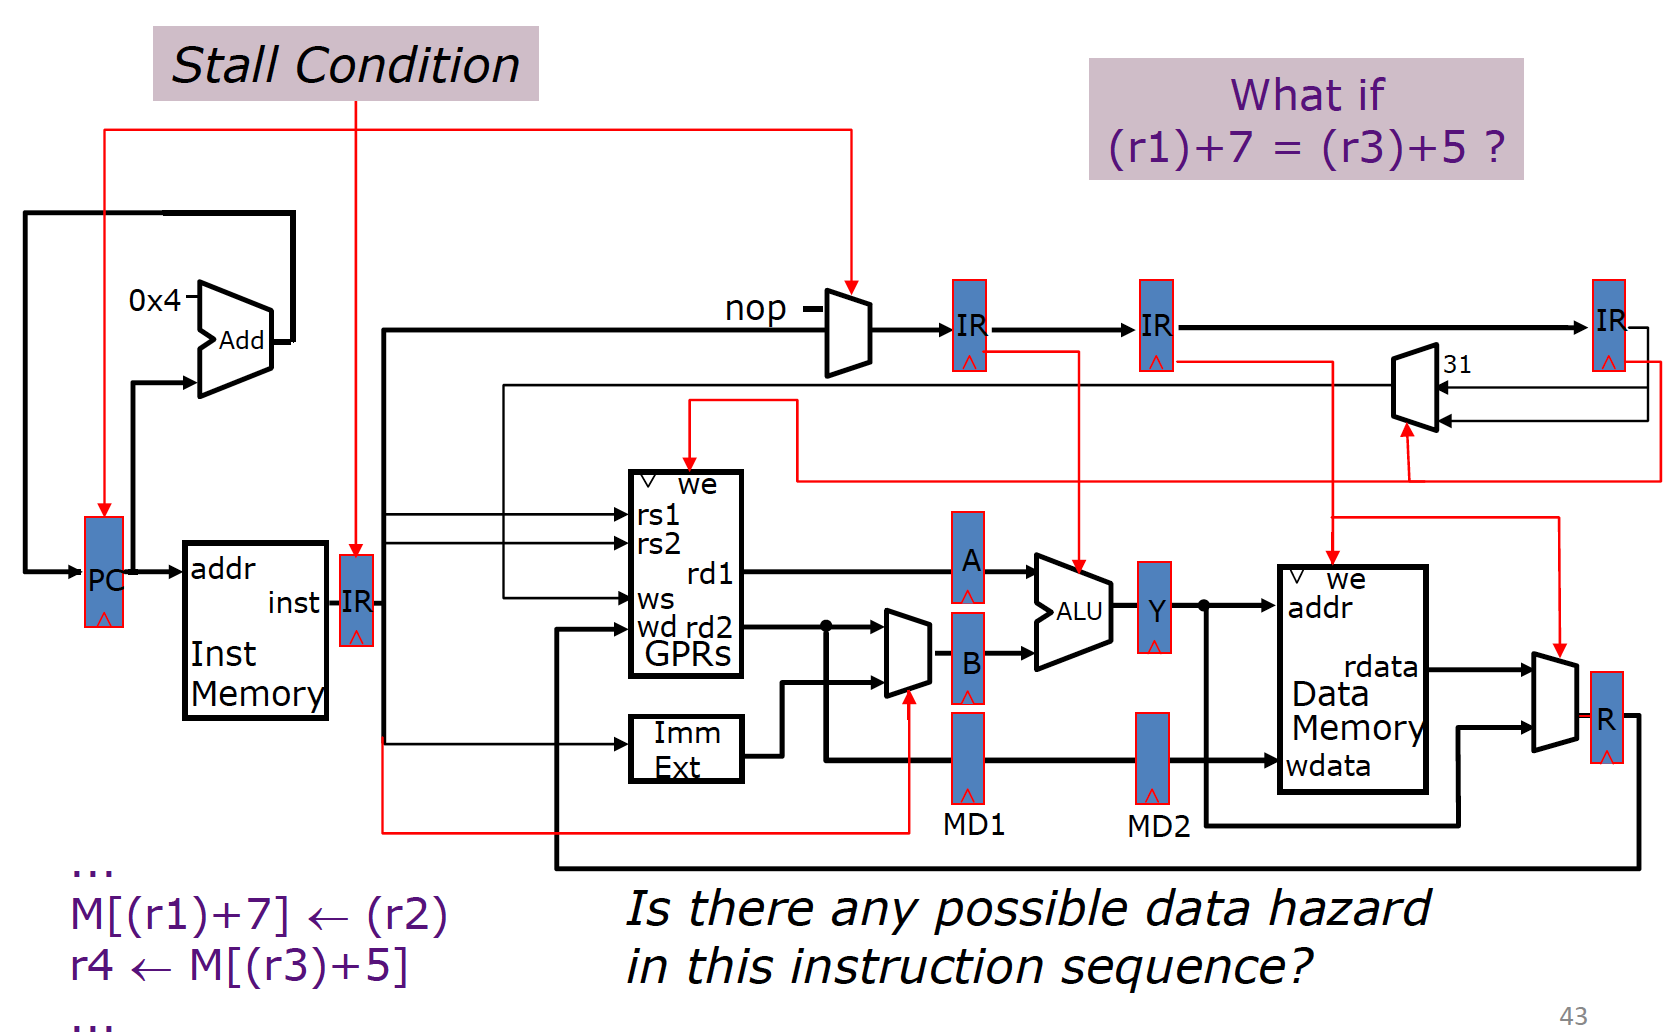 Stall Condition
What if
(r1)+7 = (r3)+5 ?
0x4
Add
nop
IR
IR
IR
31
we
rs1
rs2
rd1
ws
wd rd2
GPRs
A
ALU
Y
B
PC
addr
inst
IR
Inst
Memory
we
addr
rdata
Data
Memory
wdata
R
Imm
Ext
MD1
MD2
...
M[(r1)+7] ← (r2)
r4 ← M[(r3)+5]
...
Is there any possible data hazard
in this instruction sequence?
43